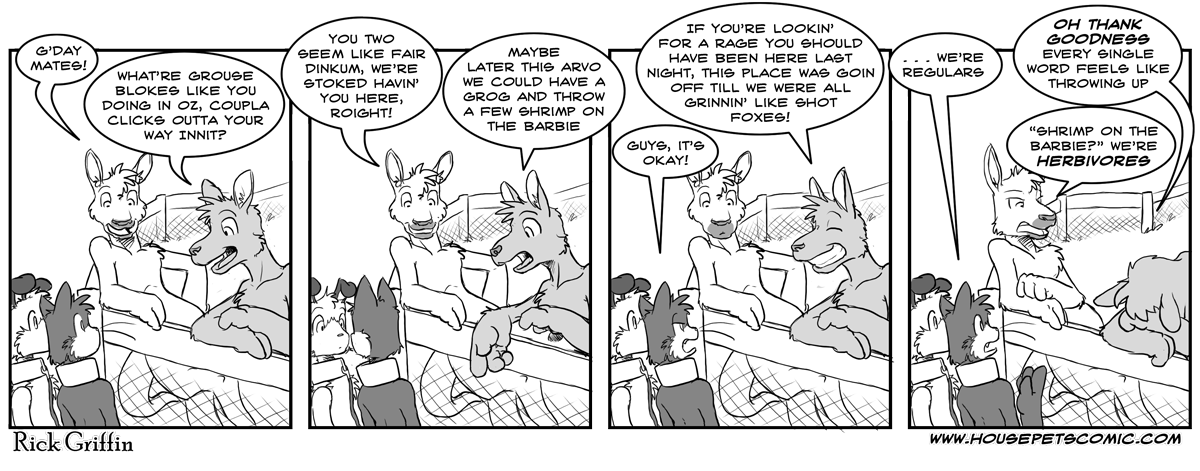 G'DAY
MATES!
WHAT'RE GROUSE
BLOKES LIKE YOU
DOING IN OZ, COUPLA
CLICKS OUTTA YOUR
WAY INNIT?
YOU TWO
SEEM LIKE FAIR
DINKUM, WE'RE
STOKED HAVIN'
YOU HERE,
ROIGHT!
MAYBE
LATER THIS ARVO
WE COULD HAVE A
GROG AND THROW
A FEW SHRIMP ON
THE BARBIE
GUYS, IT'S
OKAY!
IF YOU'RE LOOKIN'
FOR A RAGE YOU SHOULD
HAVE BEEN HERE LAST
NIGHT, THIS PLACE WAS GOIN
OFF TILL WE WERE ALL
GRINNIN' LIKE SHOT
FOXES!
. . . WE'RE
REGULARS
OH THANK
GOODNESS
EVERY SINGLE
WORD FEELS LIKE
THROWING UP
"SHRIMP ON THE
BARBIE?" WE'RE
HERBIVORES
Rick Griffin
WWW.HOUSEPETSCOMIC.COM